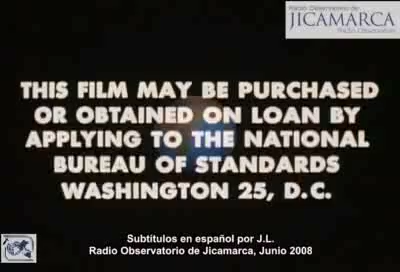 Radio Observatorio de
JICAMARCA
Radio Observatory
THIS FILM MAY BE PURCHASED
OR OBTAINED ON LOAN BY
APPLYING TO THE NATIONAL
BUREAU OF STANDARDS
WASHINGTON 25, D.C.
Subtítulos en español por J.L.
Radio Observatorio de Jicamarca, Junio 2008